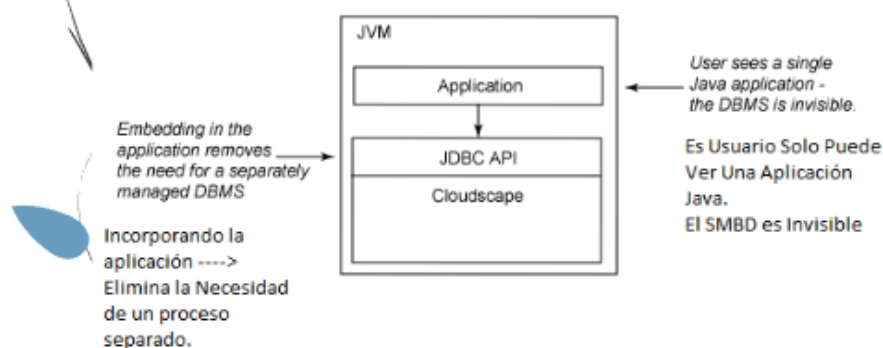 JVM
Application
JDBC API
Cloudscape
Embedding in the
application removes
the need for a separately
managed DBMS
Incorporando la
aplicación ---->
Elimina la Necesidad
de un proceso
separado.
User sees a single
Java application -
the DBMS is invisible.
Es Usuario Solo Puede
Ver Una Aplicación
Java.
El SMBD es Invisible